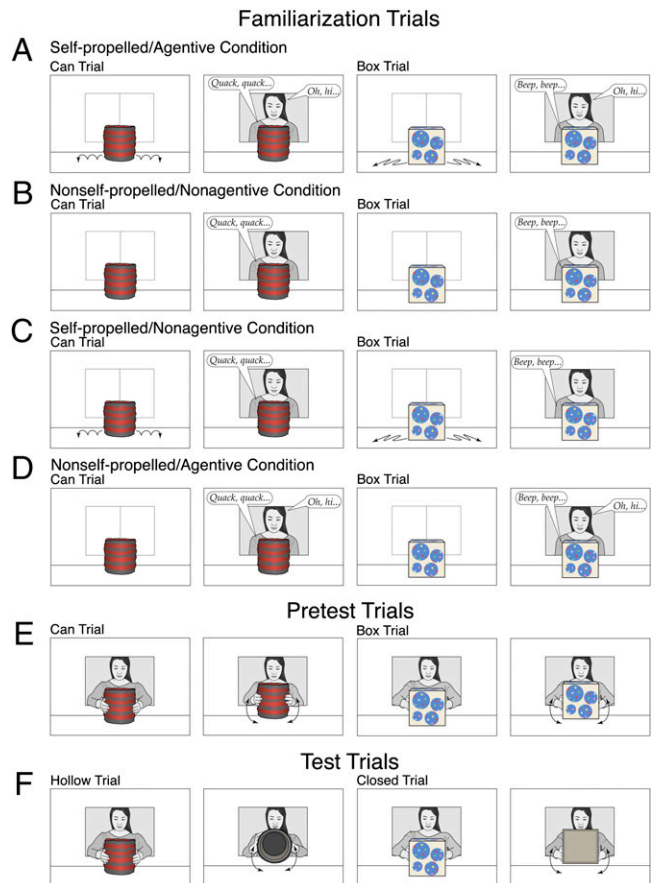 Familiarization Trials
A Self-propelled/Agentive Condition
Can Trial Box Trial
Quack, quack... Oh, hi... Beep, beep... Oh, hi...
B Nonself-propelled/Nonagentive Condition
Can Trial Box Trial
Quack, quack... Beep, beep...
C Self-propelled/Nonagentive Condition
Can Trial Box Trial
Quack, quack... Beep, beep...
D Nonself-propelled/Agentive Condition
Can Trial Box Trial
Quack, quack... Oh, hi... Beep, beep... Oh, hi...
Pretest Trials
E Can Trial Box Trial
Test Trials
F Hollow Trial Closed Trial